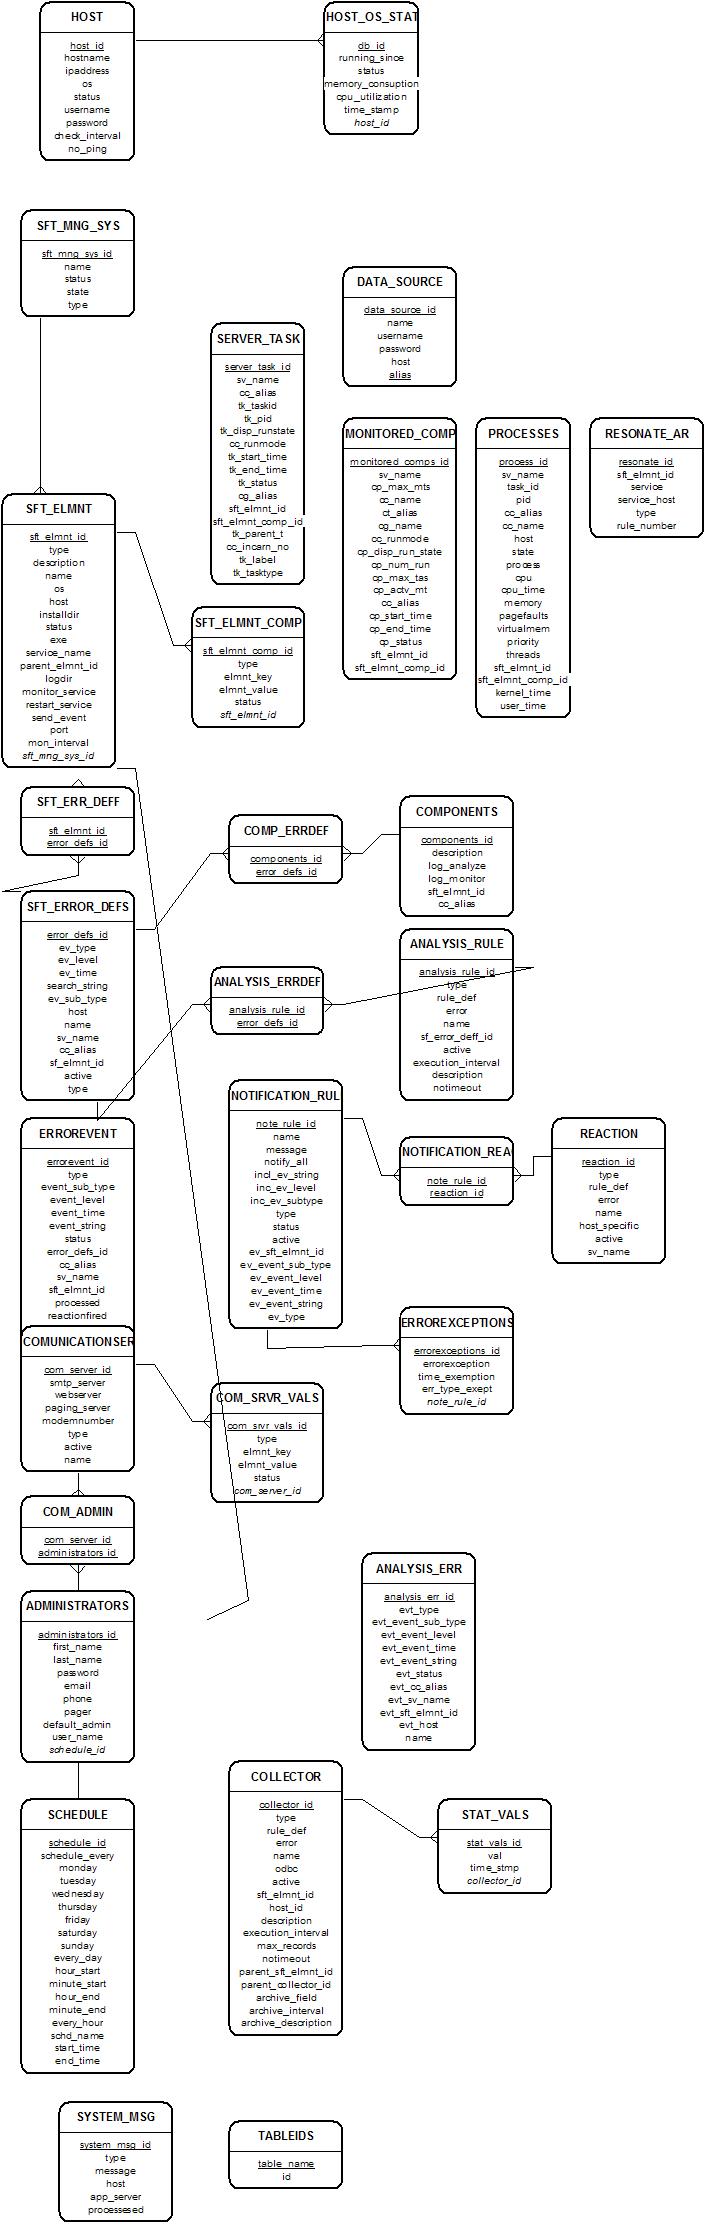 HOST
host_id
hostname
ipaddress
os
status
username
password
check_interval
no_ping
HOST_OS_STAT
db_id
running_since
status
memory_consuption
cpu_utilization
time_stamp
host_id
SFT_MNG_SYS
sft_mng_sys_id
name
status
state
type
DATA_SOURCE
data_source_id
name
username
password
host
alias
SERVER_TASK
server_task_id
sv_name
cc_alias
tk_taskid
tk_pid
tk_disp_runstate
cc_runmode
tk_start_time
tk_end_time
tk_status
cg_alias
sft_elmnt_id
sft_elmnt_comp_id
tk_parent_t
cc_incarn_no
tk_label
tk_tasktype
MONITORED_COMP
monitored_comps_id
sv_name
cp_max_mts
cc_name
ct_alias
cg_name
cc_runmode
cp_disp_run_state
cp_num_run
cp_max_tas
cp_actv_mt
cc_alias
cp_start_time
cp_end_time
cp_status
sft_elmnt_id
sft_elmnt_comp_id
PROCESSES
process_id
sv_name
task_id
pid
cc_alias
cc_name
host
state
process
cpu
cpu_time
memory
pagefaults
virtualmem
priority
threads
sft_elmnt_id
sft_elmnt_comp_id
kernel_time
user_time
RESONATE_AR
resonate_id
sft_elmnt_id
service
service_host
type
rule_number
SFT_ELMNT
sft_elmnt_id
type
description
name
os
host
installdir
status
exe
service_name
parent_elmnt_id
logdir
monitor_service
restart_service
send_event
port
mon_interval
sft_mng_sys_id
SFT_ELMNT_COMP
sft_elmnt_comp_id
type
elmnt_key
elmnt_value
status
sft_elmnt_id
SFT_ERR_DEFF
sft_elmnt_id
error_defs_id
COMP_ERRDEF
components_id
error_defs_id
COMPONENTS
components_id
description
log_analyze
log_monitor
sft_elmnt_id
cc_alias
SFT_ERROR_DEFS
error_defs_id
ev_type
ev_level
ev_time
search_string
ev_sub_type
host
name
sv_name
cc_alias
sf_elmnt_id
active
type
ANALYSIS_ERRDEF
analysis_rule_id
error_defs_id
ANALYSIS_RULE
analysis_rule_id
type
rule_def
error
name
sf_error_deff_id
active
execution_interval
description
notimeout
ERROREVENT
errorevent_id
type
event_sub_type
event_level
event_time
event_string
status
error_defs_id
cc_alias
sv_name
sft_elmnt_id
processed
reactionfired
NOTIFICATION_RUL
note_rule_id
name
message
notify_all
incl_ev_string
inc_ev_level
inc_ev_subtype
type
status
active
ev_sft_elmnt_id
ev_event_sub_type
ev_event_level
ev_event_time
ev_event_string
ev_type
NOTIFICATION_REAC
note_rule_id
reaction_id
REACTION
reaction_id
type
rule_def
error
name
host_specific
active
sv_name
ERROREXCEPTIONS
errorexceptions_id
errorexception
time_exemption
err_type_exept
note_rule_id
COMUNICATIONSER
com_server_id
smtp_server
webserver
paging_server
modemnumber
type
active
name
COM_SRVR_VALS
com_srvr_vals_id
type
elmnt_key
elmnt_value
status
com_server_id
COM_ADMIN
com_server_id
administrators_id
ADMINISTRATORS
administrators_id
first_name
last_name
password
email
phone
pager
default_admin
user_name
schedule_id
ANALYSIS_ERR
analysis_err_id
evt_type
evt_event_sub_type
evt_event_level
evt_event_time
evt_event_string
evt_status
evt_cc_alias
evt_sv_name
evt_sft_elmnt_id
evt_host
name
SCHEDULE
schedule_id
schedule_every
monday
tuesday
wednesday
thursday
friday
saturday
sunday
every_day
hour_start
minute_start
hour_end
minute_end
every_hour
schd_name
start_time
end_time
COLLECTOR
collector_id
type
rule_def
error
name
odbc
active
sft_elmnt_id
host_id
description
execution_interval
max_records
notimeout
parent_sft_elmnt_id
parent_collector_id
archive_field
archive_interval
archive_description
STAT_VALS
stat_vals_id
val
time_stmp
collector_id
SYSTEM_MSG
system_msg_id
type
message
host
app_server
processesed
TABLEIDS
table_name
id